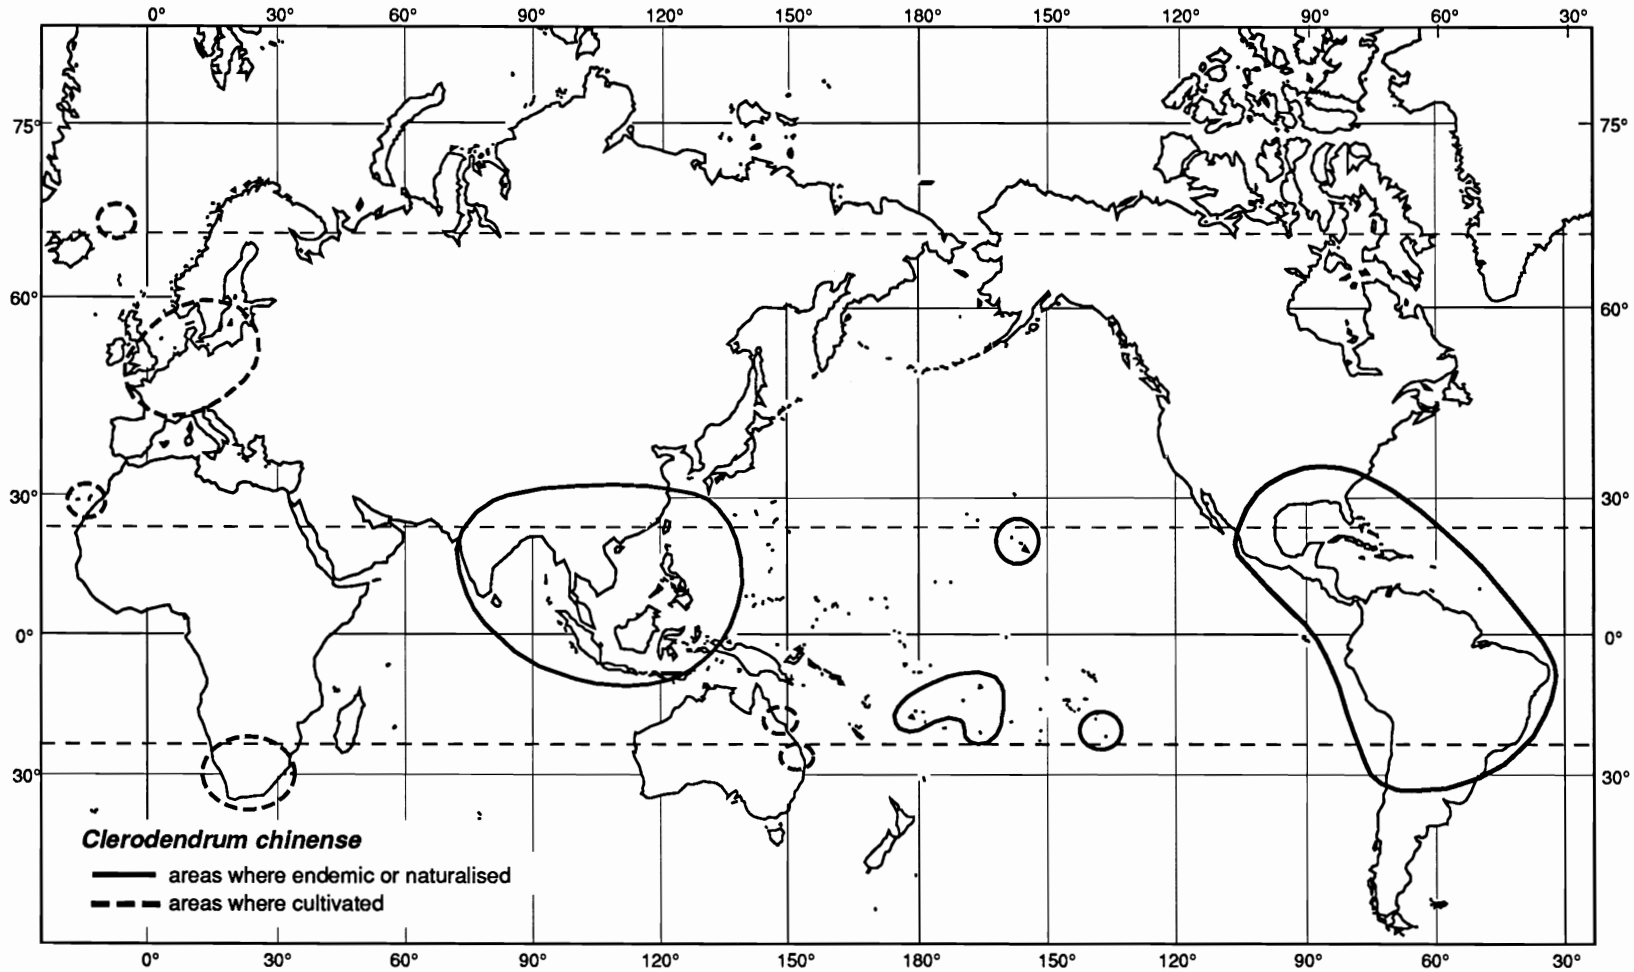 0° 30° 60° 90° 120° 150° 180° 150° 120° 90° 60° 30°
75° 75°
60° 60°
30° 30°
0° 0°
30° 30°
Clerodendrum chinense
areas where endemic or naturalised
areas where cultivated
0° 30° 60° 90° 120° 150° 180° 150° 120° 90° 60° 30°